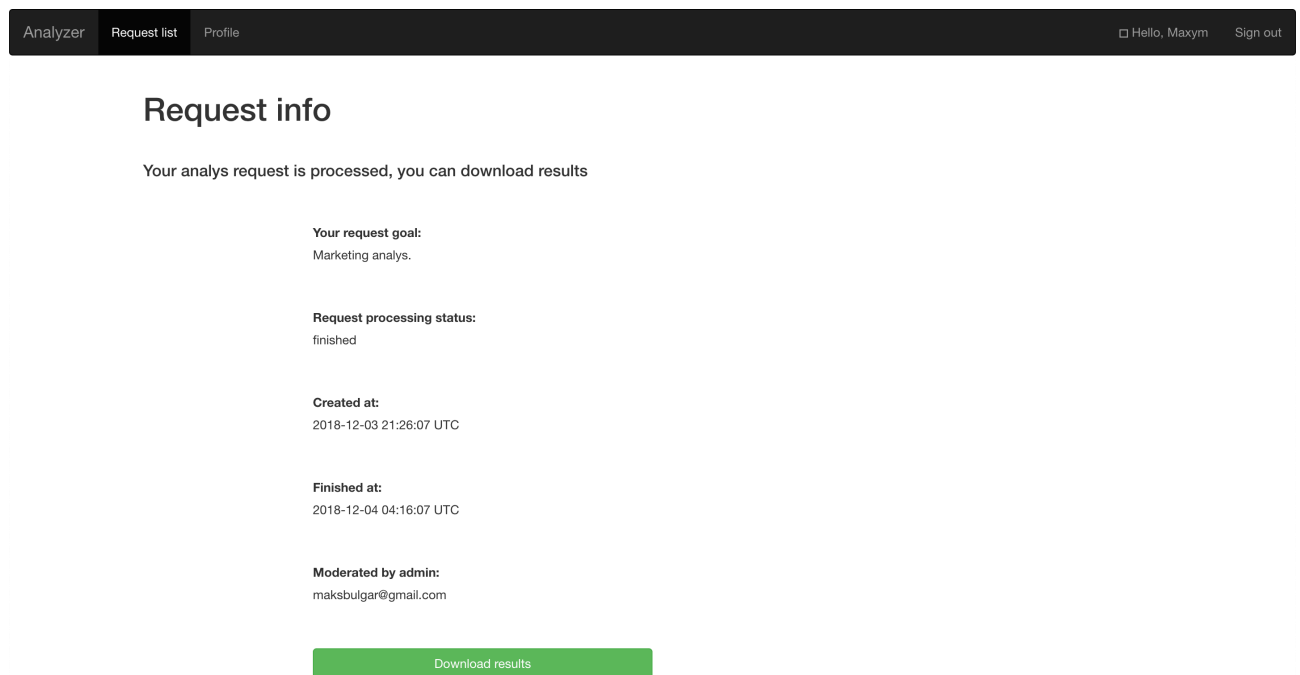 Analyzer Request list Profile Hello, Maxym Sign out
Request info
Your analys request is processed, you can download results
Your request goal:
Marketing analys.
Request processing status:
finished
Created at:
2018-12-03 21:26:07 UTC
Finished at:
2018-12-04 04:16:07 UTC
Moderated by admin:
maksbulgar@gmail.com
Download results